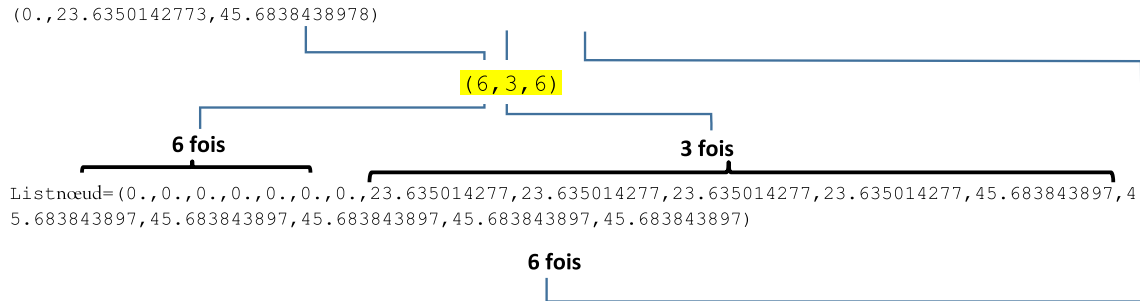 (0.,23.6350142773,45.6838438978)
(6,3,6)
6 fois
3 fois
Listnœud=(0.,0.,0.,0.,0.,0.,0.,23.635014277,23.635014277,23.635014277,23.635014277,45.683843897,4
5.683843897,45.683843897,45.683843897,45.683843897,45.683843897)
6 fois